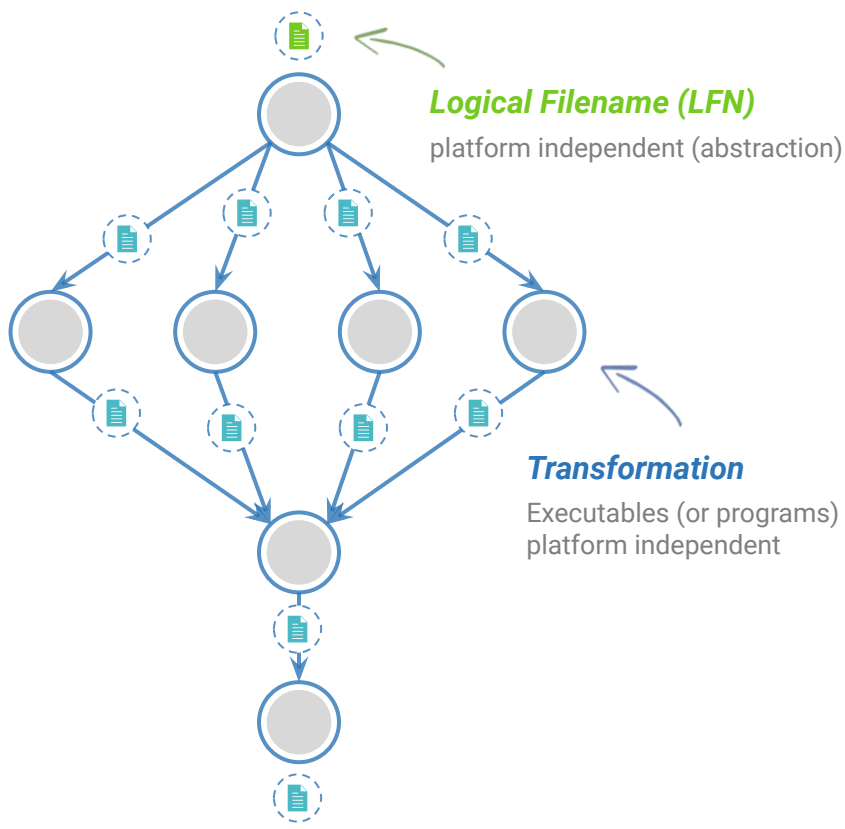 Logical Filename (LFN)
platform independent (abstraction)
Transformation
Executables (or programs)
platform independent